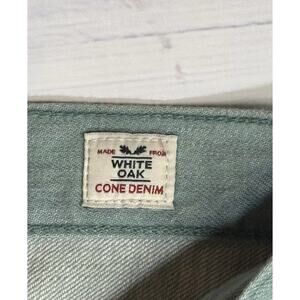 MADE FROM
WHITE
OAK
CONE DENIM